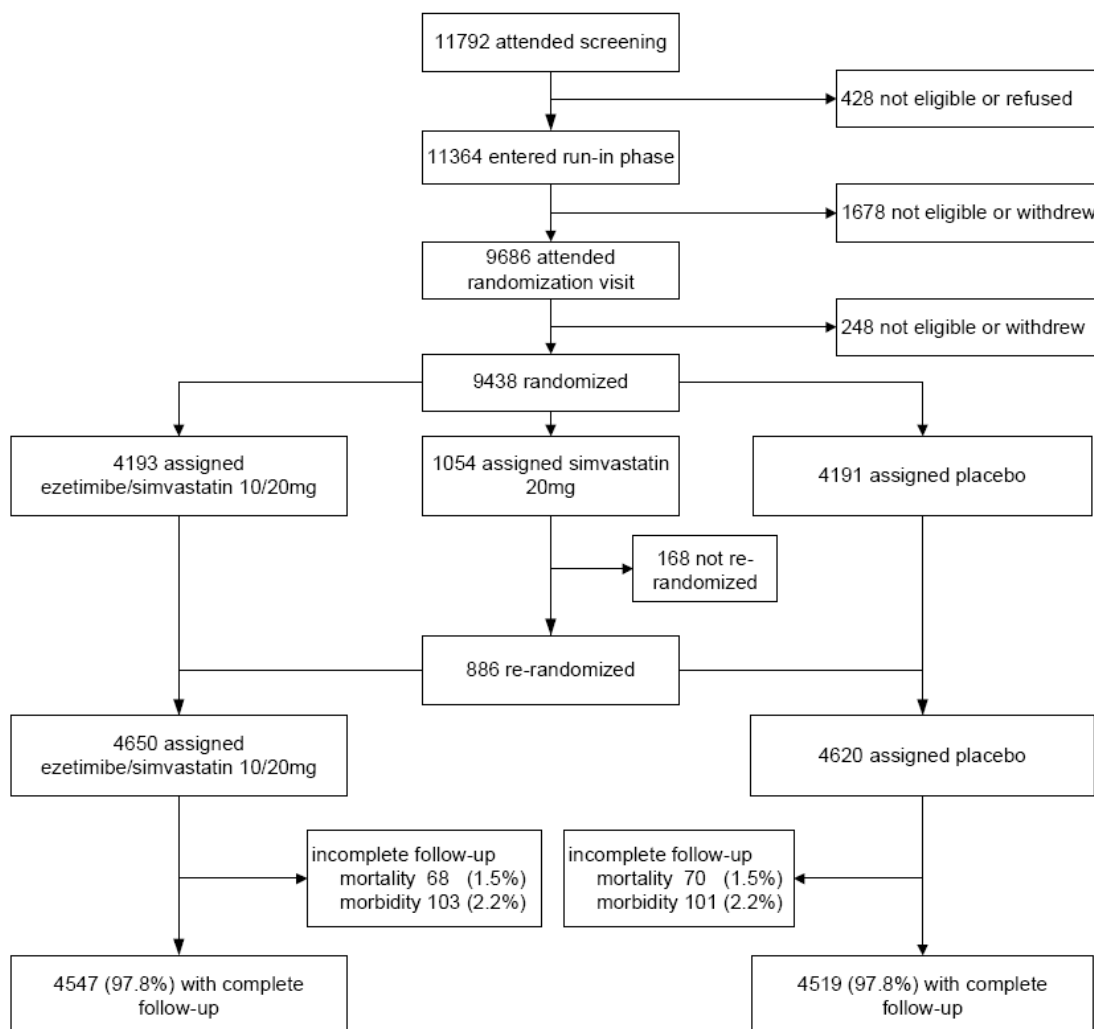 11792 attended screening
428 not eligible or refused
11364 entered run-in phase
1678 not eligible or withdrew
9686 attended
randomization visit
248 not eligible or withdrew
9438 randomized
4193 assigned
ezetimibe/simvastatin 10/20mg
1054 assigned simvastatin
20mg
4191 assigned placebo
168 not re-
randomized
886 re-randomized
4650 assigned
ezetimibe/simvastatin 10/20mg
4620 assigned placebo
incomplete follow-up
mortality 68 (1.5%)
morbidity 103 (2.2%)
incomplete follow-up
mortality 70 (1.5%)
morbidity 101 (2.2%)
4547 (97.8%) with complete
follow-up
4519 (97.8%) with complete
follow-up